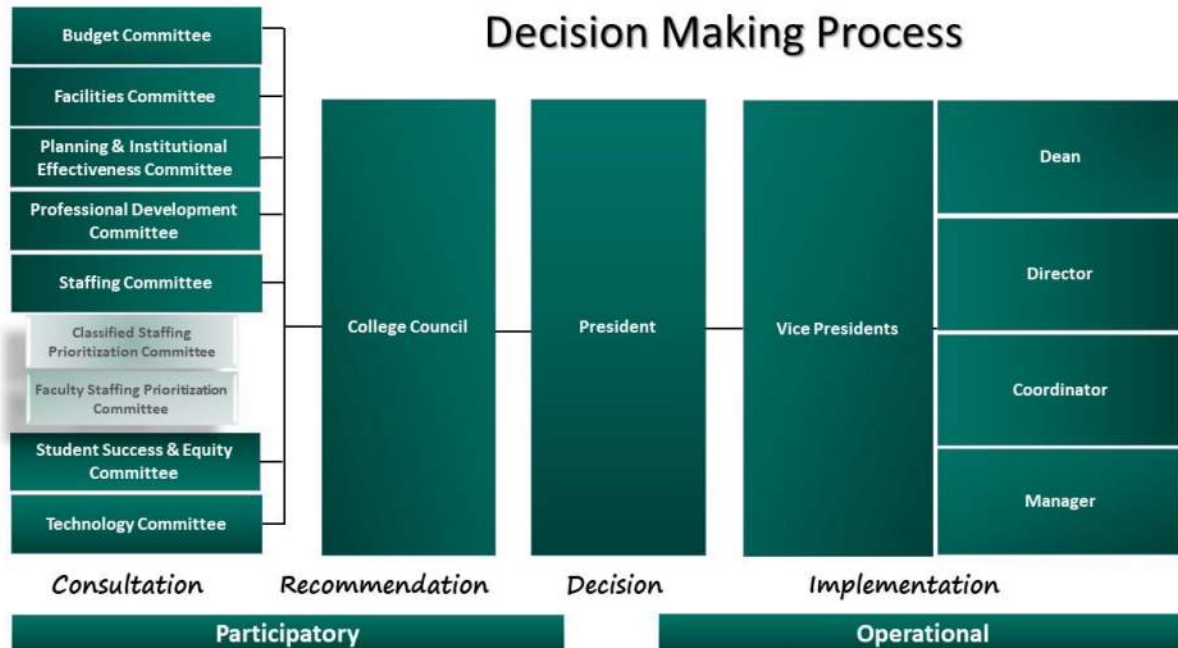 Decision Making Process
Budget Committee
Facilities Committee
Planning & Institutional
Effectiveness Committee
Professional Development
Committee
Staffing Committee
Classified Staffing
Prioritization Committee
Faculty Staffing Prioritization
Committee
Student Success & Equity
Committee
Technology Committee
College Council
President
Vice Presidents
Dean
Director
Coordinator
Manager
Consultation
Recommendation
Decision
Implementation
Participatory
Operational